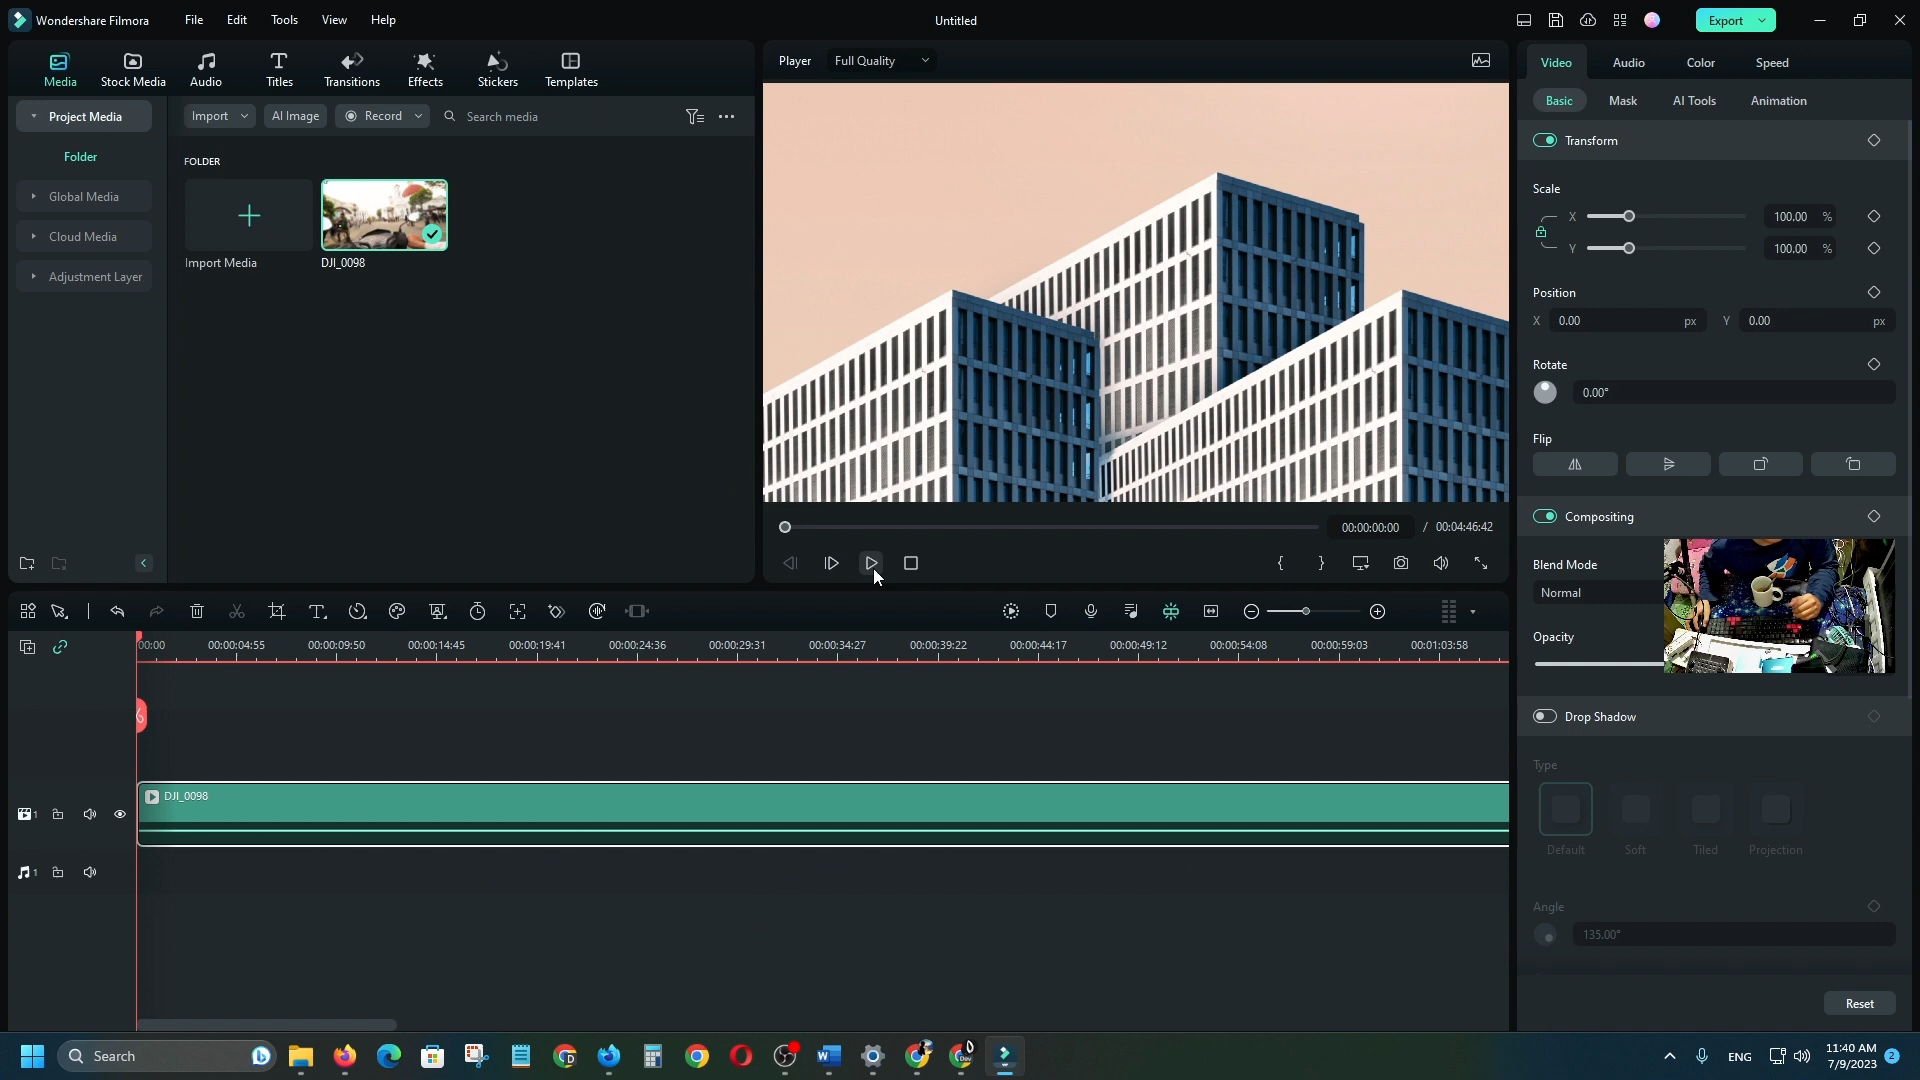 Wondershare Filmora
File
Edit
Tools
View
Help
Untitled
Export
Media
Stock Media
Audio
Titles
Transitions
Effects
Stickers
Templates
Player
Full Quality
Video
Audio
Color
Speed
Project Media
Import
AI Image
Record
Search media
Basic
Mask
AI Tools
Animation
Folder
FOLDER
Global Media
Cloud Media
Adjustment Layer
Import Media
DJI_0098
Transform
Scale
X
100.00
%
Y
100.00
%
Position
X
0.00
px
Y
0.00
px
Rotate
0.00°
Flip
Compositing
Blend Mode
Normal
Opacity
Drop Shadow
Type
Default
Soft
Tiled
Projection
Angle
135.00°
Reset
00:00:00:00
/
00:04:46:42
00:00
00:00:04:55
00:00:09:50
00:00:14:45
00:00:19:41
00:00:24:36
00:00:29:31
00:00:34:27
00:00:39:22
00:00:44:17
00:00:49:12
00:00:54:08
00:00:59:03
00:01:03:58
DJI_0098
1
1
Search
ENG
11:40 AM
7/9/2023
2